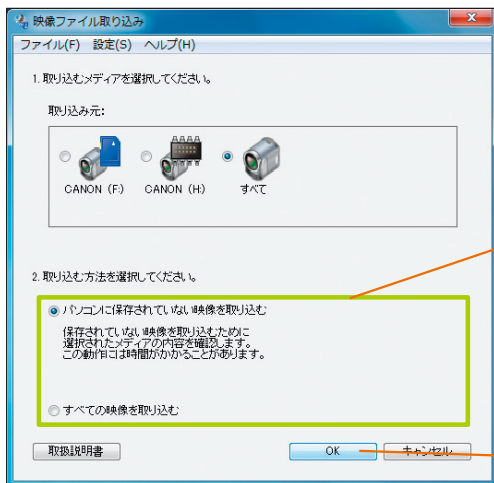 映像ファイル取り込み
ファイル(F) 設定(S) ヘルプ(H)
1. 取り込むメディアを選択してください。
取り込み元:
CANON (F:) CANON (H:) すべて
2. 取り込む方法を選択してください。
パソコンに保存されていない映像を取り込む
保存されていない映像を取り込むために
選択されたメディアの内容を確認します。
この動作には時間がかかることがあります。
すべての映像を取り込む
取扱説明書 OK キャンセル